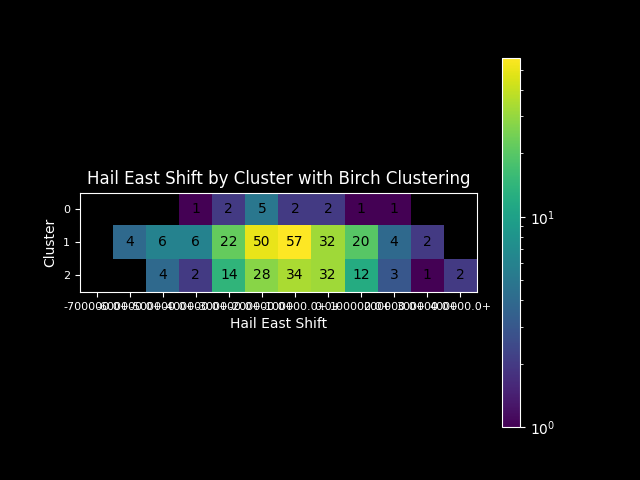 Hail East Shift by Cluster with Birch Clustering
Cluster
0 1 2 5 2 2 1 1
1 4 6 6 22 50 57 32 20 4 2
2 4 2 14 28 34 32 12 3 1 2
Hail East Shift
10¹
10⁰